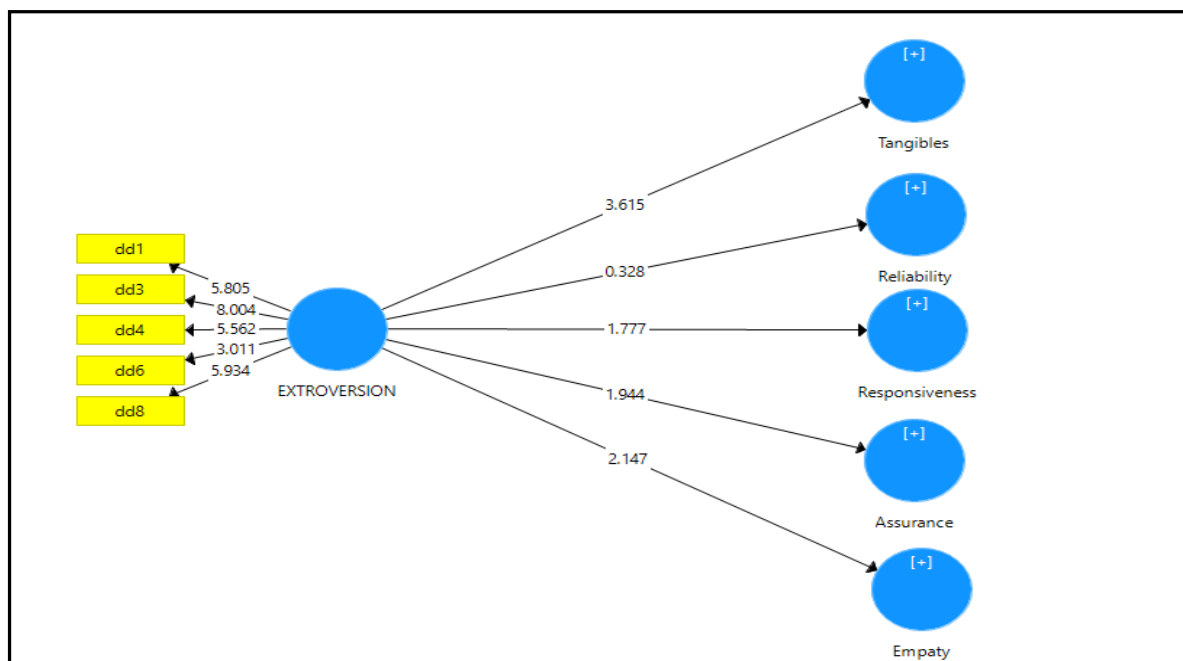 [+]
Tangibles
3.615
[+]
Reliability
0.328
dd1
5.805
dd3
8.004
dd4
5.562
dd6
3.011
dd8
5.934
EXTROVERSION
[+]
Responsiveness
1.777
[+]
Assurance
1.944
[+]
Empaty
2.147